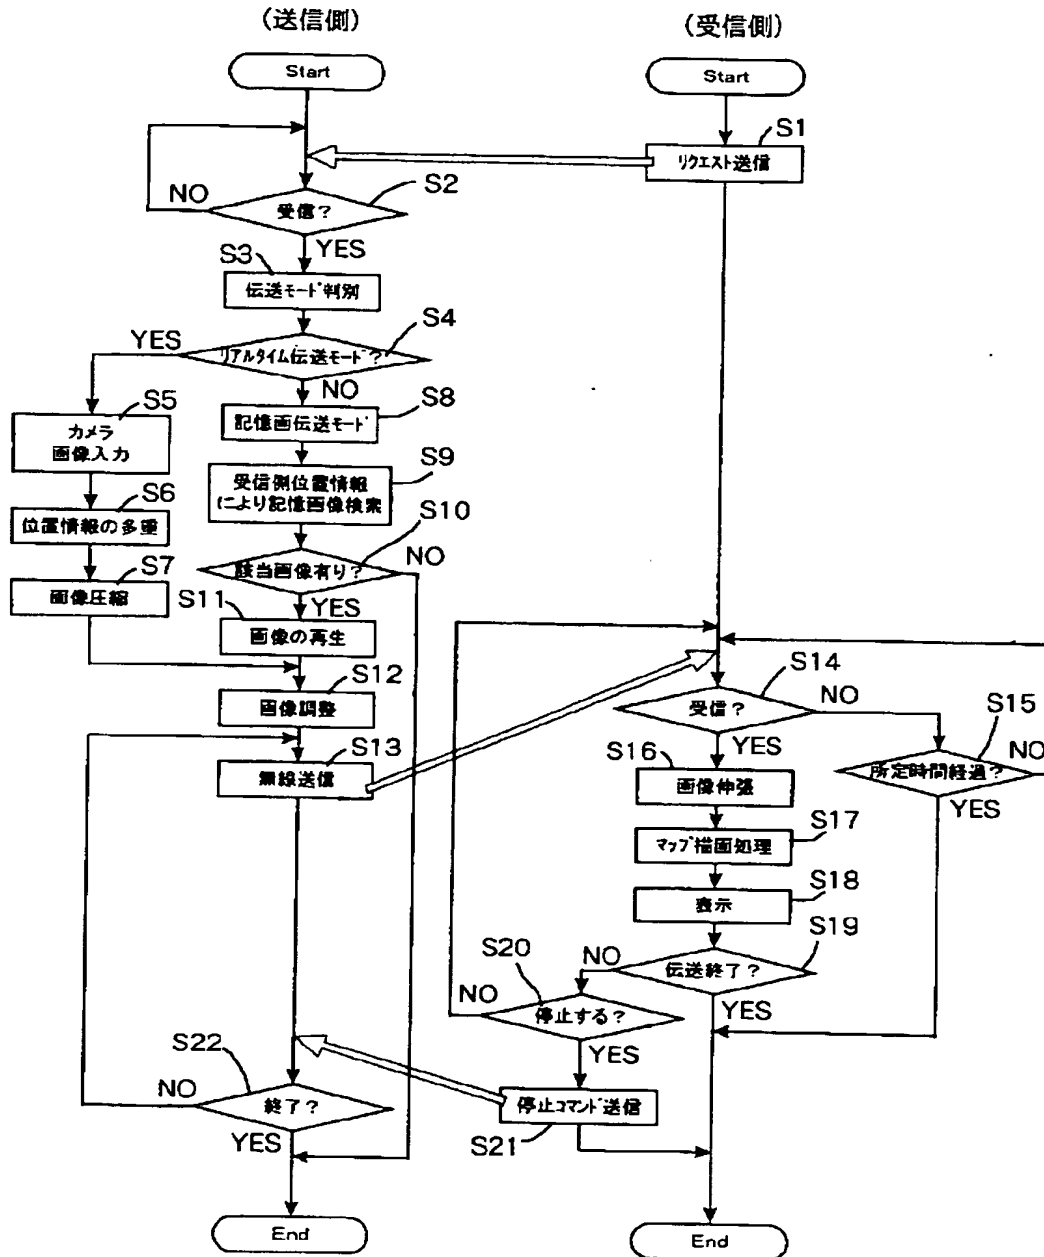 (送信側)
Start
S2
NO
受信?
YES
S3
伝送モード判別
S4
YES
リアルタイム伝送モード?
NO
S8
記憶画伝送モード
S5
カメラ
画像入力
S9
受信側位置情報
により記憶画像検索
S6
位置情報の多重
S10
NO
該当画像有り?
YES
S7
画像圧縮
S11
画像の再生
S12
画像調整
S13
無線送信
S22
NO
終了?
YES
End
(受信側)
Start
S1
リクエスト送信
S14
NO
受信?
YES
S15
NO
所定時間経過?
YES
S16
画像伸張
S17
マップ描画処理
S18
表示
S19
NO
伝送終了?
YES
S20
NO
停止する?
YES
停止コマンド送信
S21
End